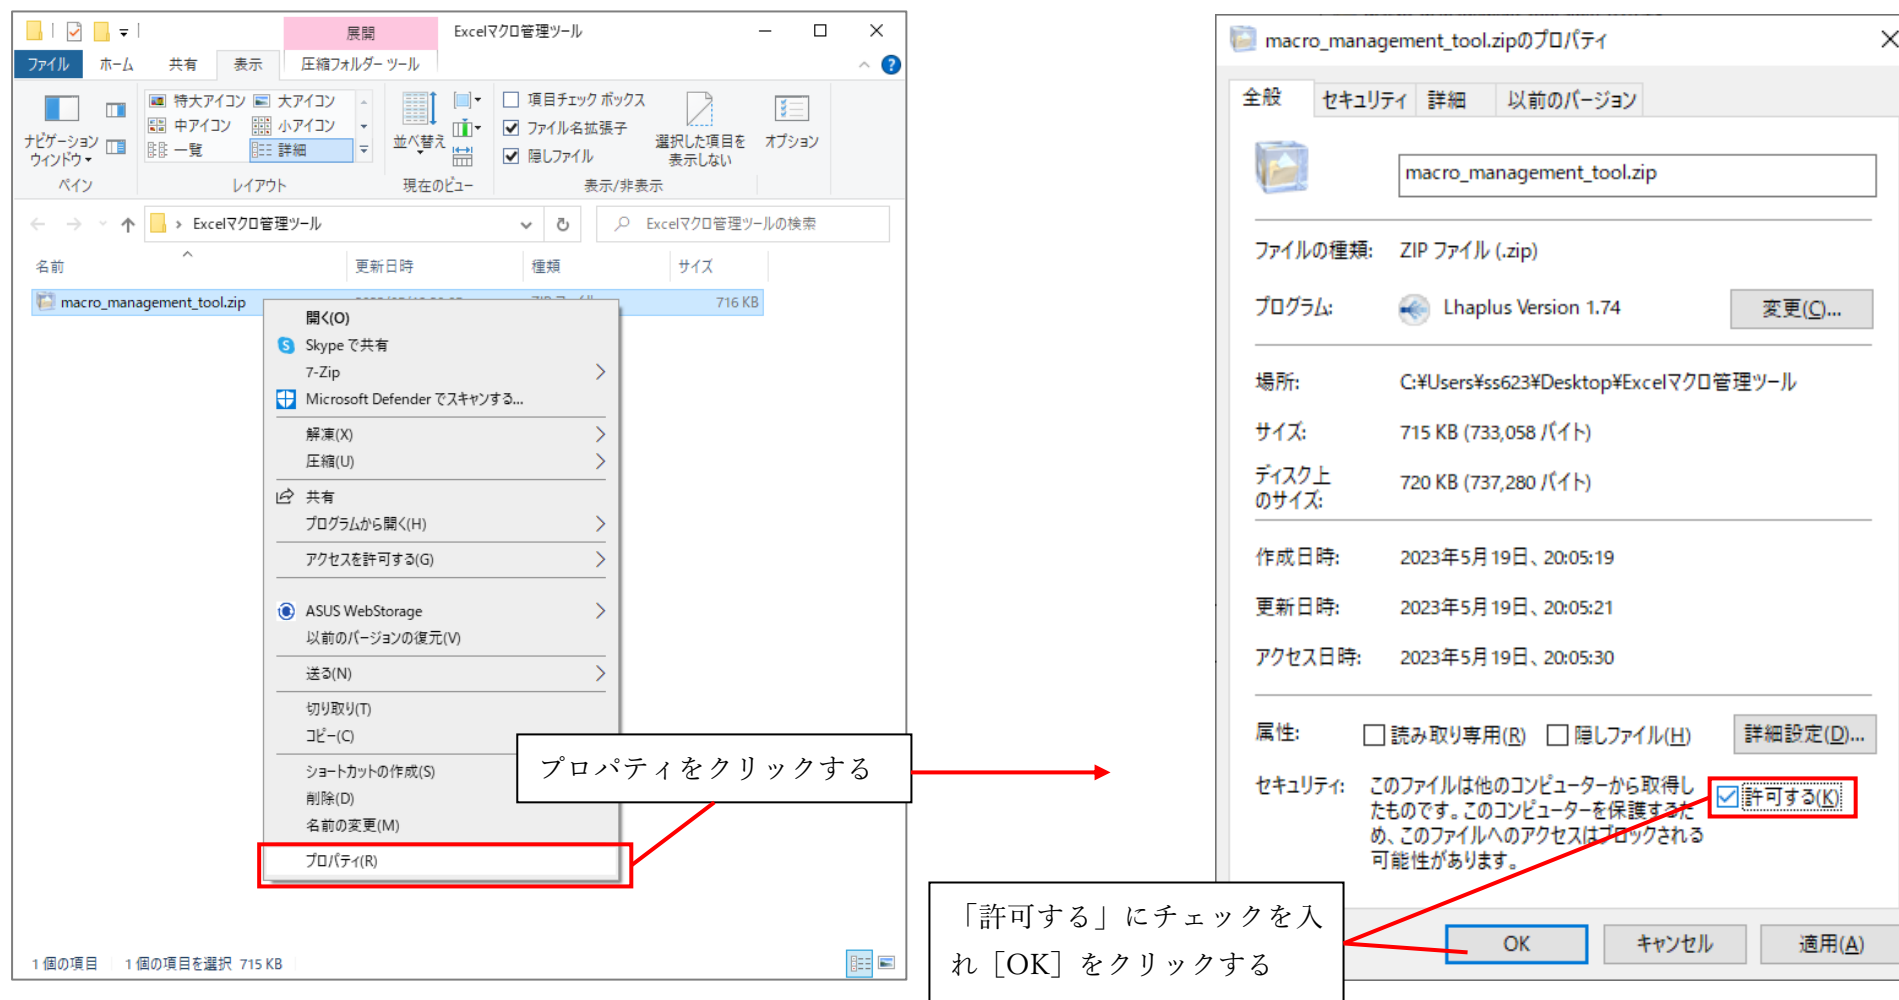 展開
Excelマクロ管理ツール
ファイル ホーム 共有 表示 圧縮フォルダー ツール
特大アイコン 大アイコン
中アイコン 小アイコン
一覧 詳細
ナビゲーション
ウィンドウ
並べ替え
項目チェック ボックス
ファイル名拡張子
隠しファイル
選択した項目を
表示しない
オプション
ペイン レイアウト 現在のビュー 表示/非表示
Excelマクロ管理ツール
Excelマクロ管理ツールの検索
名前 更新日時 種類 サイズ
macro_management_tool.zip 716 KB
開く(O)
Skype で共有
7-Zip
Microsoft Defender でスキャンする...
解凍(X)
圧縮(U)
共有
プログラムから開く(H)
アクセスを許可する(G)
ASUS WebStorage
以前のバージョンの復元(V)
送る(N)
切り取り(T)
コピー(C)
ショートカットの作成(S)
削除(D)
名前の変更(M)
プロパティ(R)
プロパティをクリックする
1 個の項目 1 個の項目を選択 715 KB
macro_management_tool.zipのプロパティ
全般 セキュリティ 詳細 以前のバージョン
macro_management_tool.zip
ファイルの種類: ZIP ファイル (.zip)
プログラム: Lhaplus Version 1.74 変更(C)...
場所: C:¥Users¥ss623¥Desktop¥Excelマクロ管理ツール
サイズ: 715 KB (733,058 バイト)
ディスク上
のサイズ: 720 KB (737,280 バイト)
作成日時: 2023年5月19日、20:05:19
更新日時: 2023年5月19日、20:05:21
アクセス日時: 2023年5月19日、20:05:30
属性: 読み取り専用(R) 隠しファイル(H) 詳細設定(D)...
セキュリティ: このファイルは他のコンピューターから取得し
たものです。このコンピューターを保護するた
め、このファイルへのアクセスはブロックされる
可能性があります。
許可する(K)
「許可する」にチェックを入
れ［OK］をクリックする
OK キャンセル 適用(A)